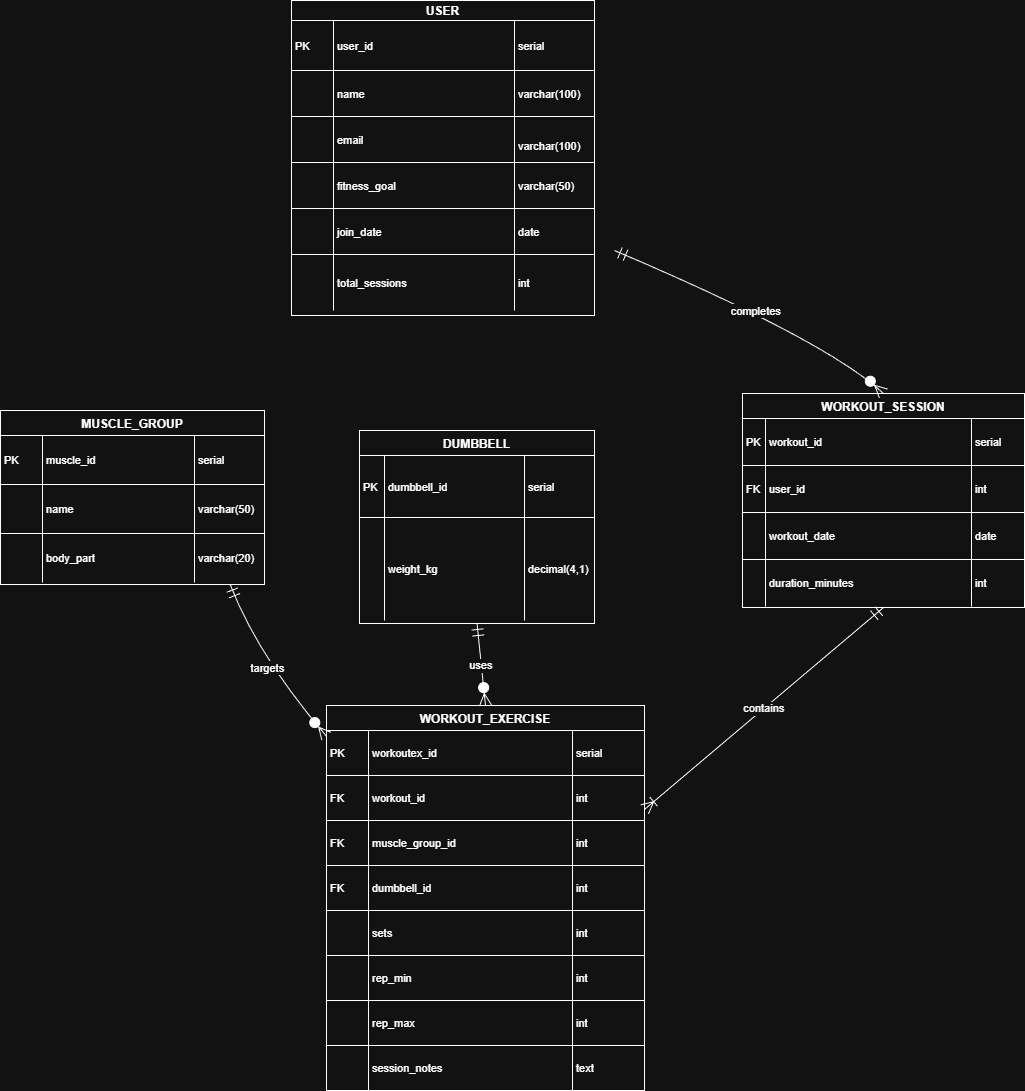 USER
PK user_id serial
name varchar(100)
email varchar(100)
fitness_goal varchar(50)
join_date date
total_sessions int
completes
MUSCLE_GROUP
PK muscle_id serial
name varchar(50)
body_part varchar(20)
DUMBBELL
PK dumbbell_id serial
weight_kg decimal(4,1)
WORKOUT_SESSION
PK workout_id serial
FK user_id int
workout_date date
duration_minutes int
targets
uses
contains
WORKOUT_EXERCISE
PK workoutex_id serial
FK workout_id int
FK muscle_group_id int
FK dumbbell_id int
sets int
rep_min int
rep_max int
session_notes text